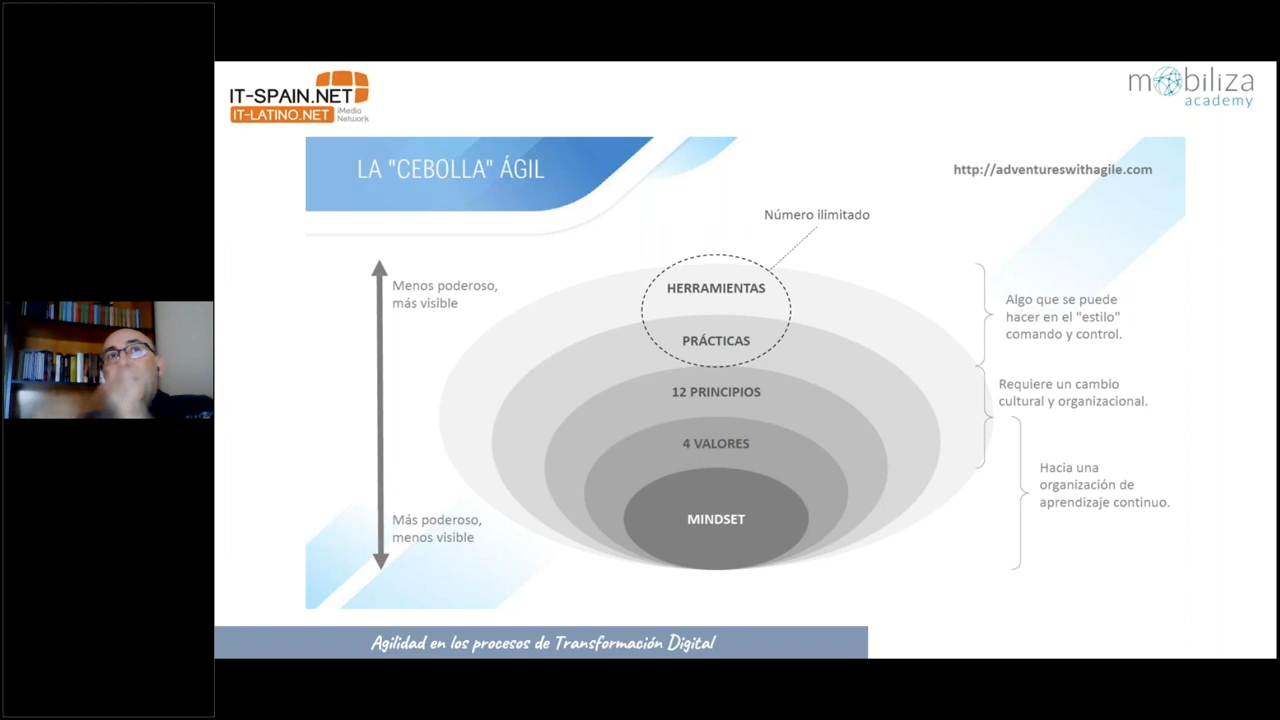 IT-SPAIN.NET
IT-LATINO.NET
iMedia
Network
mobiliza
academy
LA "CEBOLLA" ÁGIL
http://adventureswithagile.com
Número ilimitado
Menos poderoso,
más visible
HERRAMIENTAS
PRÁCTICAS
12 PRINCIPIOS
4 VALORES
MINDSET
Más poderoso,
menos visible
Algo que se puede
hacer en el "estilo"
comando y control.
Requiere un cambio
cultural y organizacional.
Hacia una
organización de
aprendizaje continuo.
Agilidad en los procesos de Transformación Digital